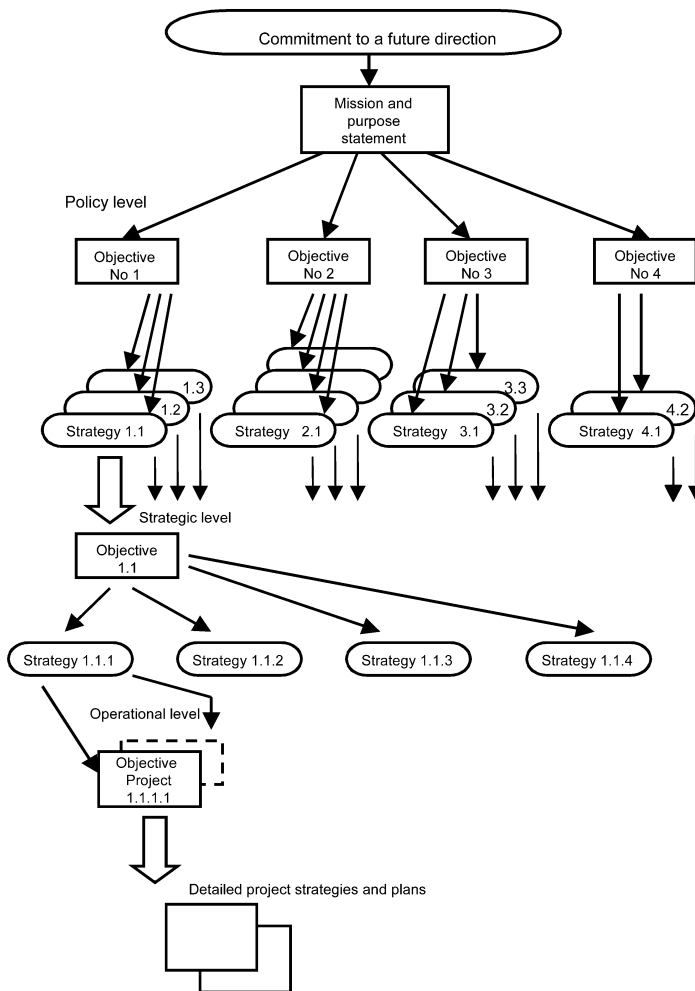 Commitment to a future direction
Mission and
purpose
statement
Policy level
Objective
No 1
Objective
No 2
Objective
No 3
Objective
No 4
1.3
1.2
Strategy 1.1
Strategy 2.1
3.3
3.2
Strategy 3.1
4.2
Strategy 4.1
Strategic level
Objective
1.1
Strategy 1.1.1
Strategy 1.1.2
Strategy 1.1.3
Strategy 1.1.4
Operational level
Objective
Project
1.1.1.1
Detailed project strategies and plans